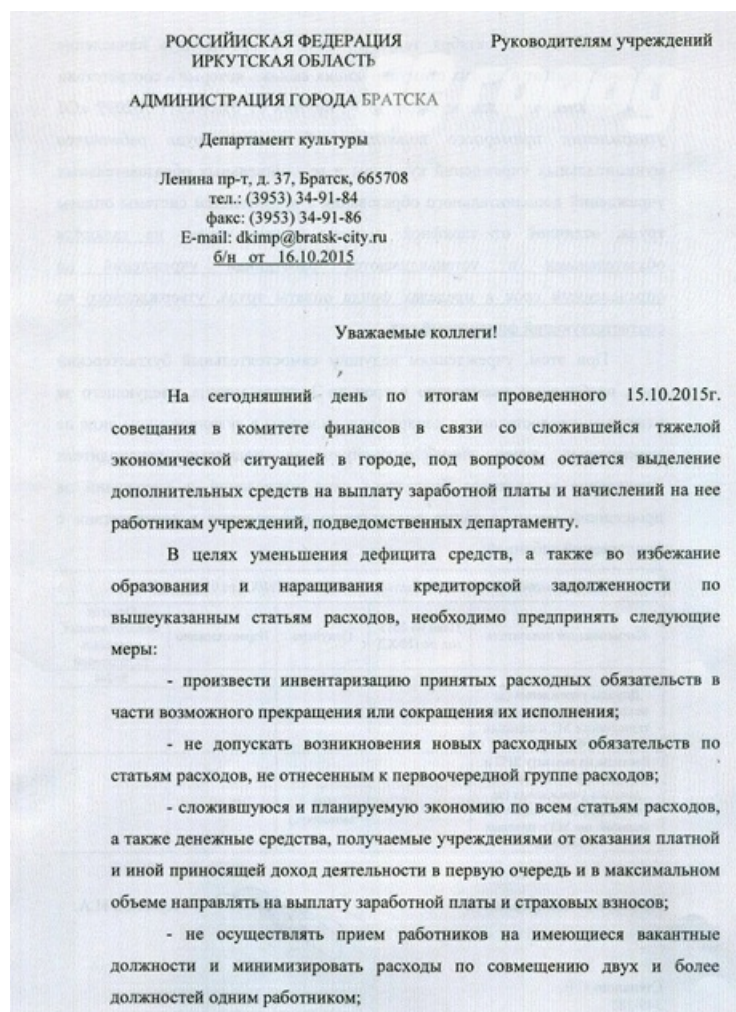 РОССИЙСКАЯ ФЕДЕРАЦИЯ
ИРКУТСКАЯ ОБЛАСТЬ
АДМИНИСТРАЦИЯ ГОРОДА БРАТСКА
Департамент культуры
Ленина пр-т, д. 37, Братск, 665708
тел.: (3953) 34-91-84
факс: (3953) 34-91-86
E-mail: dkimp@bratsk-city.ru
б/н от 16.10.2015
Руководителям учреждений
Уважаемые коллеги!
На сегодняшний день по итогам проведенного 15.10.2015г.
совещания в комитете финансов в связи со сложившейся тяжелой
экономической ситуацией в городе, под вопросом остается выделение
дополнительных средств на выплату заработной платы и начислений на нее
работникам учреждений, подведомственных департаменту.
В целях уменьшения дефицита средств, а также во избежание
образования и наращивания кредиторской задолженности по
вышеуказанным статьям расходов, необходимо предпринять следующие
меры:
- произвести инвентаризацию принятых расходных обязательств в
части возможного прекращения или сокращения их исполнения;
- не допускать возникновения новых расходных обязательств по
статьям расходов, не отнесенным к первоочередной группе расходов;
- сложившуюся и планируемую экономию по всем статьям расходов,
а также денежные средства, получаемые учреждениями от оказания платной
и иной приносящей доход деятельности в первую очередь и в максимальном
объеме направлять на выплату заработной платы и страховых взносов;
- не осуществлять прием работников на имеющиеся вакантные
должности и минимизировать расходы по совмещению двух и более
должностей одним работником;